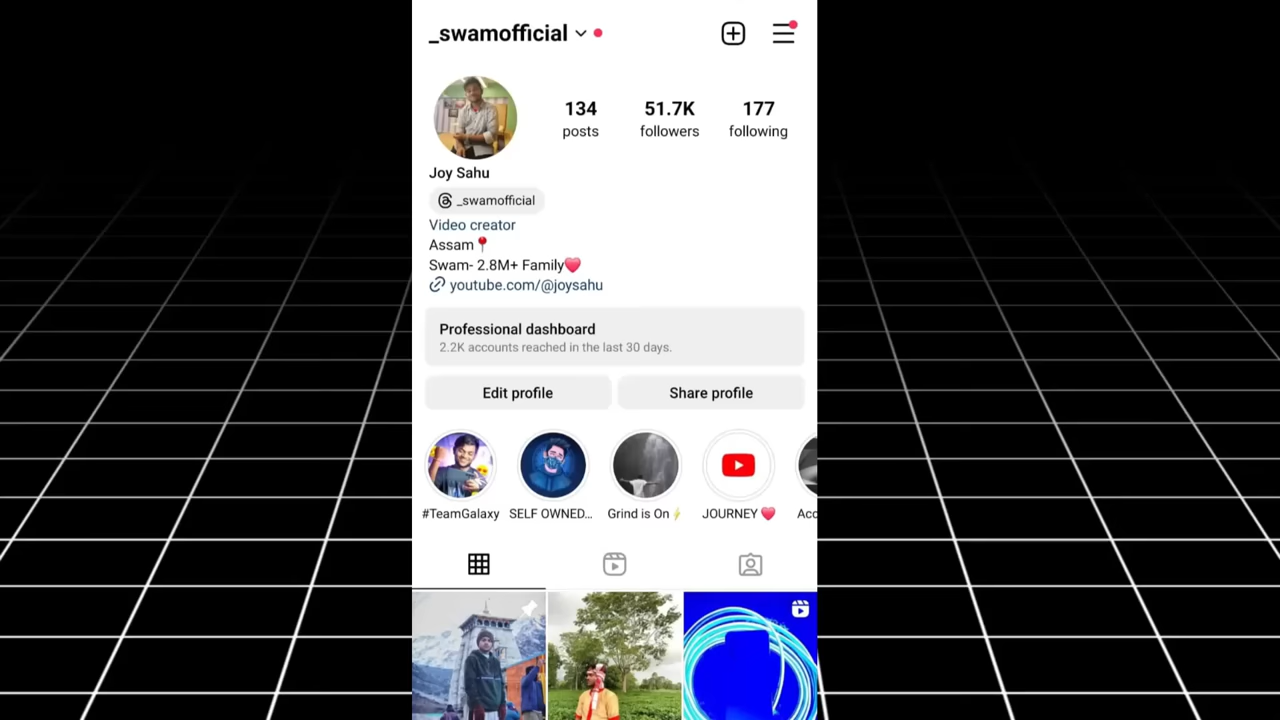 _swamofficial
134 51.7K 177
posts followers following
Joy Sahu
_swamofficial
Video creator
Assam📍
Swam- 2.8M+ Family❤️
youtube.com/@joysahu
Professional dashboard
2.2K accounts reached in the last 30 days.
Edit profile Share profile
#TeamGalaxy SELF OWNED... Grind is On⚡ JOURNEY ❤️ Acc